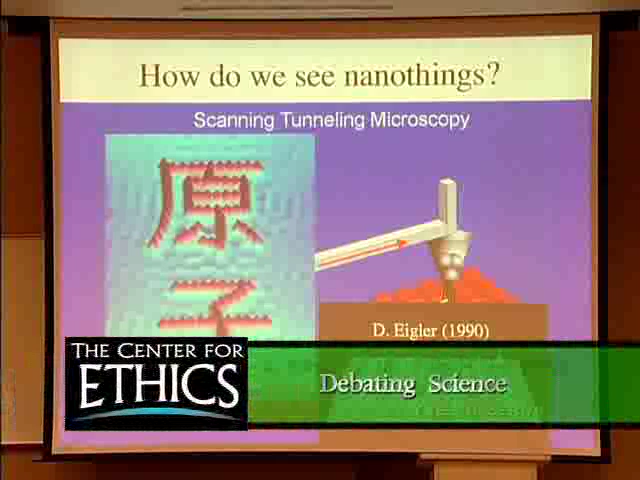 How do we see nanothings?
Scanning Tunneling Microscopy
原
子
D. Eigler (1990)
THE CENTER FOR
ETHICS
Debating Science